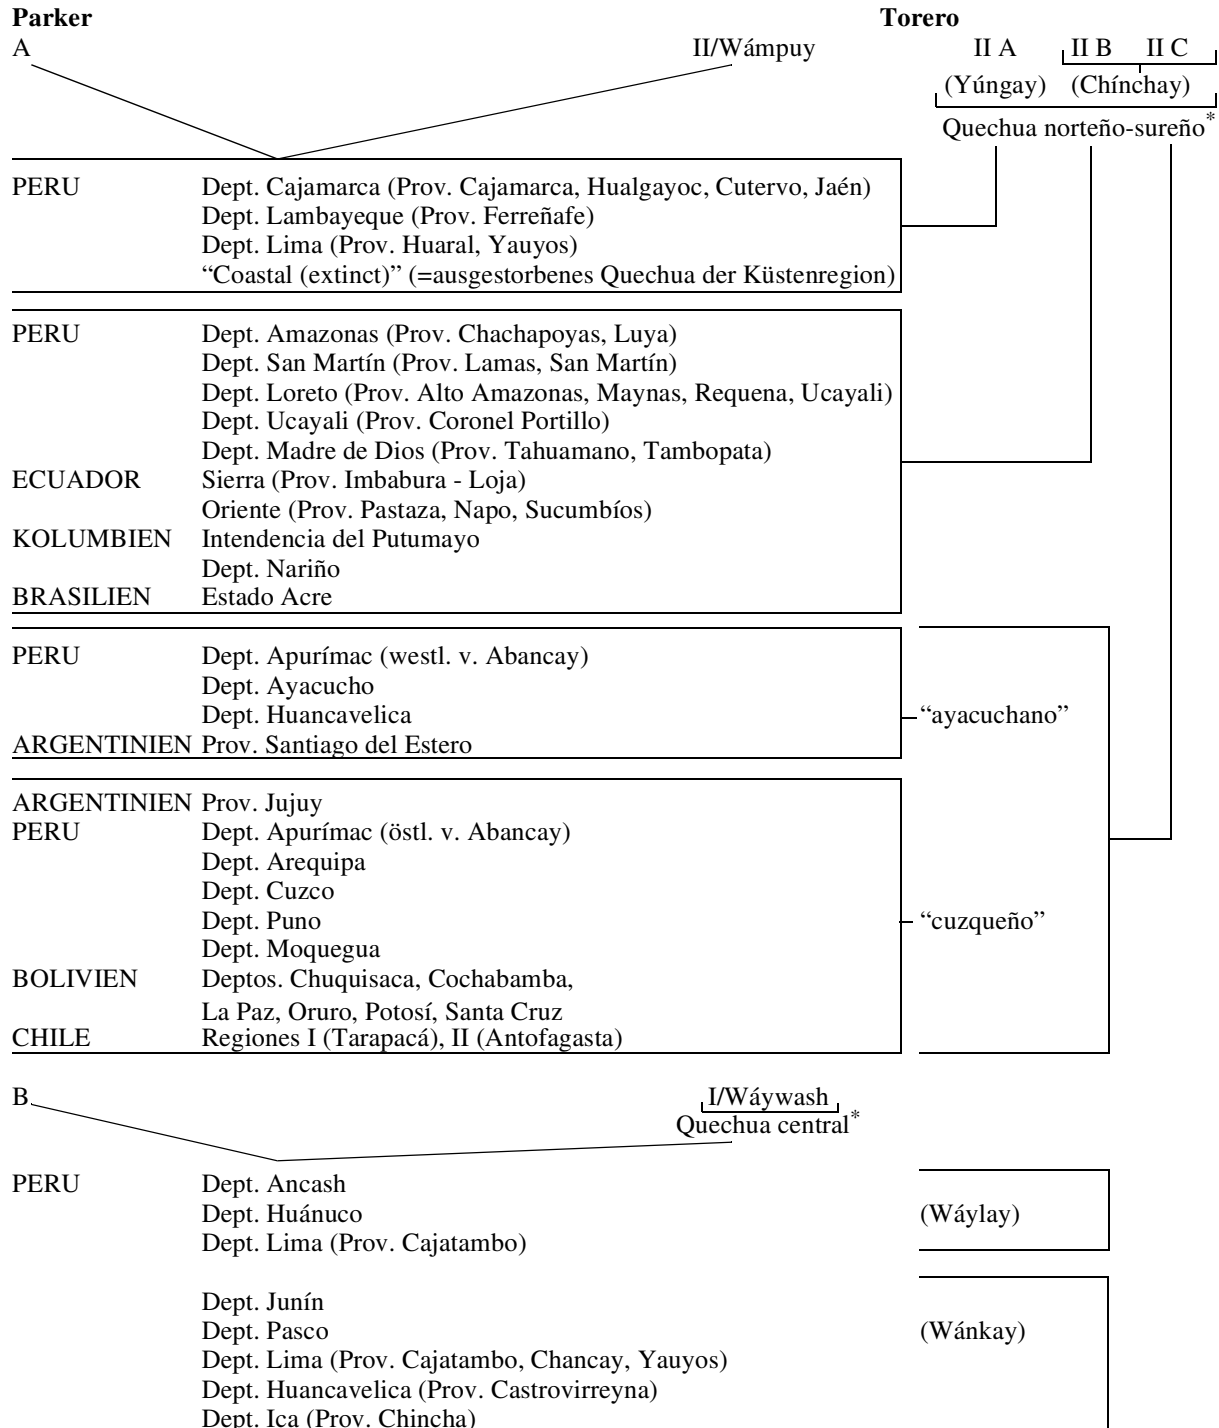 Parker Torero
A II/Wámpuy II A II B II C
(Yúngay) (Chínchay)
Quechua norteño-sureño*
PERU Dept. Cajamarca (Prov. Cajamarca, Hualgayoc, Cutervo, Jaén)
Dept. Lambayeque (Prov. Ferreñafe)
Dept. Lima (Prov. Huaral, Yauyos)
“Coastal (extinct)” (=ausgestorbenes Quechua der Küstenregion)
PERU Dept. Amazonas (Prov. Chachapoyas, Luya)
Dept. San Martín (Prov. Lamas, San Martín)
Dept. Loreto (Prov. Alto Amazonas, Maynas, Requena, Ucayali)
Dept. Ucayali (Prov. Coronel Portillo)
Dept. Madre de Dios (Prov. Tahuamano, Tambopata)
ECUADOR Sierra (Prov. Imbabura - Loja)
Oriente (Prov. Pastaza, Napo, Sucumbíos)
KOLUMBIEN Intendencia del Putumayo
Dept. Nariño
BRASILIEN Estado Acre
PERU Dept. Apurímac (westl. v. Abancay)
Dept. Ayacucho
Dept. Huancavelica “ayacuchano”
ARGENTINIEN Prov. Santiago del Estero
ARGENTINIEN Prov. Jujuy
PERU Dept. Apurímac (östl. v. Abancay)
Dept. Arequipa
Dept. Cuzco
Dept. Puno “cuzqueño”
Dept. Moquegua
BOLIVIEN Deptos. Chuquisaca, Cochabamba,
La Paz, Oruro, Potosí, Santa Cruz
CHILE Regiones I (Tarapacá), II (Antofagasta)
B I/Wáywash
Quechua central*
PERU Dept. Ancash
Dept. Huánuco (Wáylay)
Dept. Lima (Prov. Cajatambo)
Dept. Junín
Dept. Pasco (Wánkay)
Dept. Lima (Prov. Cajatambo, Chancay, Yauyos)
Dept. Huancavelica (Prov. Castrovirreyna)
Dept. Ica (Prov. Chincha)